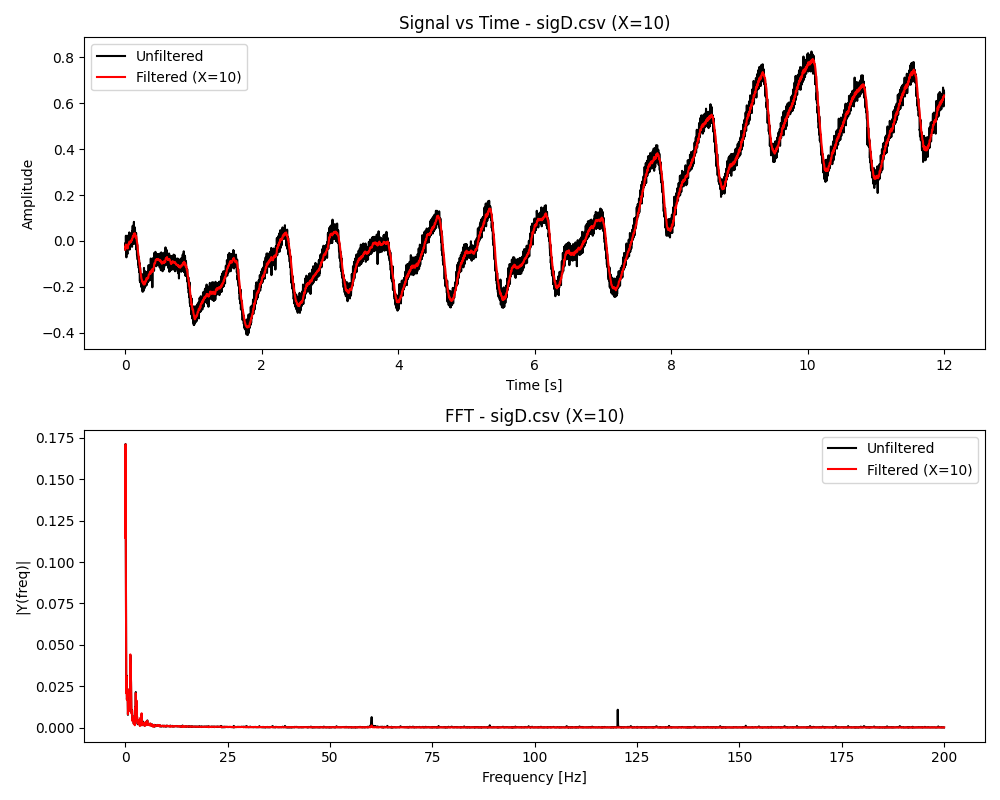 Signal vs Time - sigD.csv (X=10)
Unfiltered
Filtered (X=10)
Amplitude
0.8
0.6
0.4
0.2
0.0
−0.2
−0.4
0 2 4 6 8 10 12
Time [s]
FFT - sigD.csv (X=10)
Unfiltered
Filtered (X=10)
|Y(freq)|
0.175
0.150
0.125
0.100
0.075
0.050
0.025
0.000
0 25 50 75 100 125 150 175 200
Frequency [Hz]